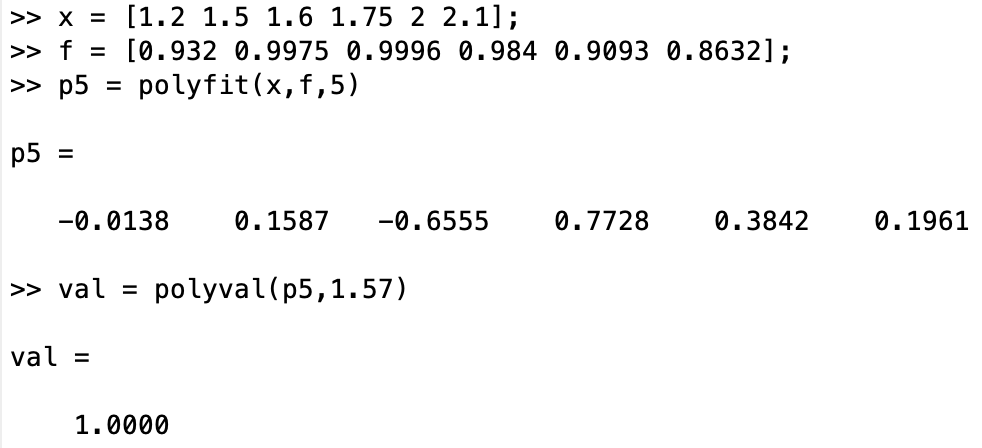 >> x = [1.2 1.5 1.6 1.75 2 2.1];
>> f = [0.932 0.9975 0.9996 0.984 0.9093 0.8632];
>> p5 = polyfit(x,f,5)
p5 =
-0.0138 0.1587 -0.6555 0.7728 0.3842 0.1961
>> val = polyval(p5,1.57)
val =
1.0000